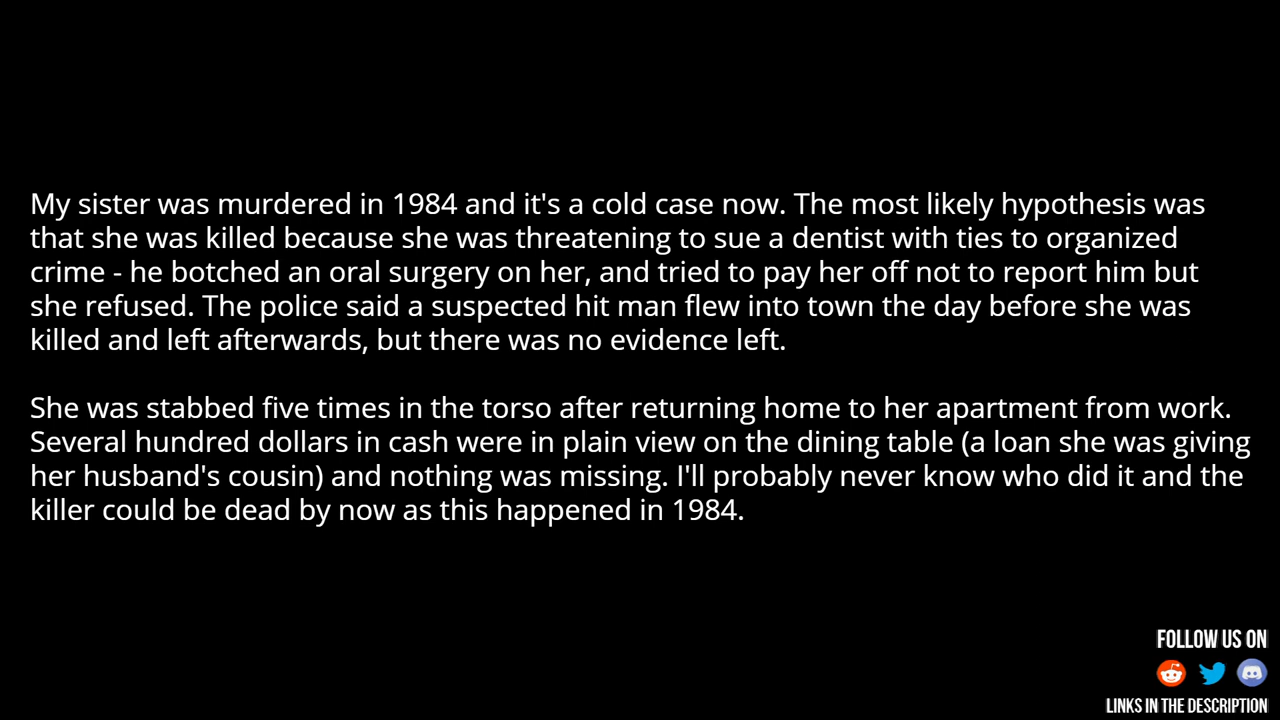 My sister was murdered in 1984 and it's a cold case now. The most likely hypothesis was
that she was killed because she was threatening to sue a dentist with ties to organized
crime - he botched an oral surgery on her, and tried to pay her off not to report him but
she refused. The police said a suspected hit man flew into town the day before she was
killed and left afterwards, but there was no evidence left.
She was stabbed five times in the torso after returning home to her apartment from work.
Several hundred dollars in cash were in plain view on the dining table (a loan she was giving
her husband's cousin) and nothing was missing. I'll probably never know who did it and the
killer could be dead by now as this happened in 1984.
FOLLOW US ON
LINKS IN THE DESCRIPTION